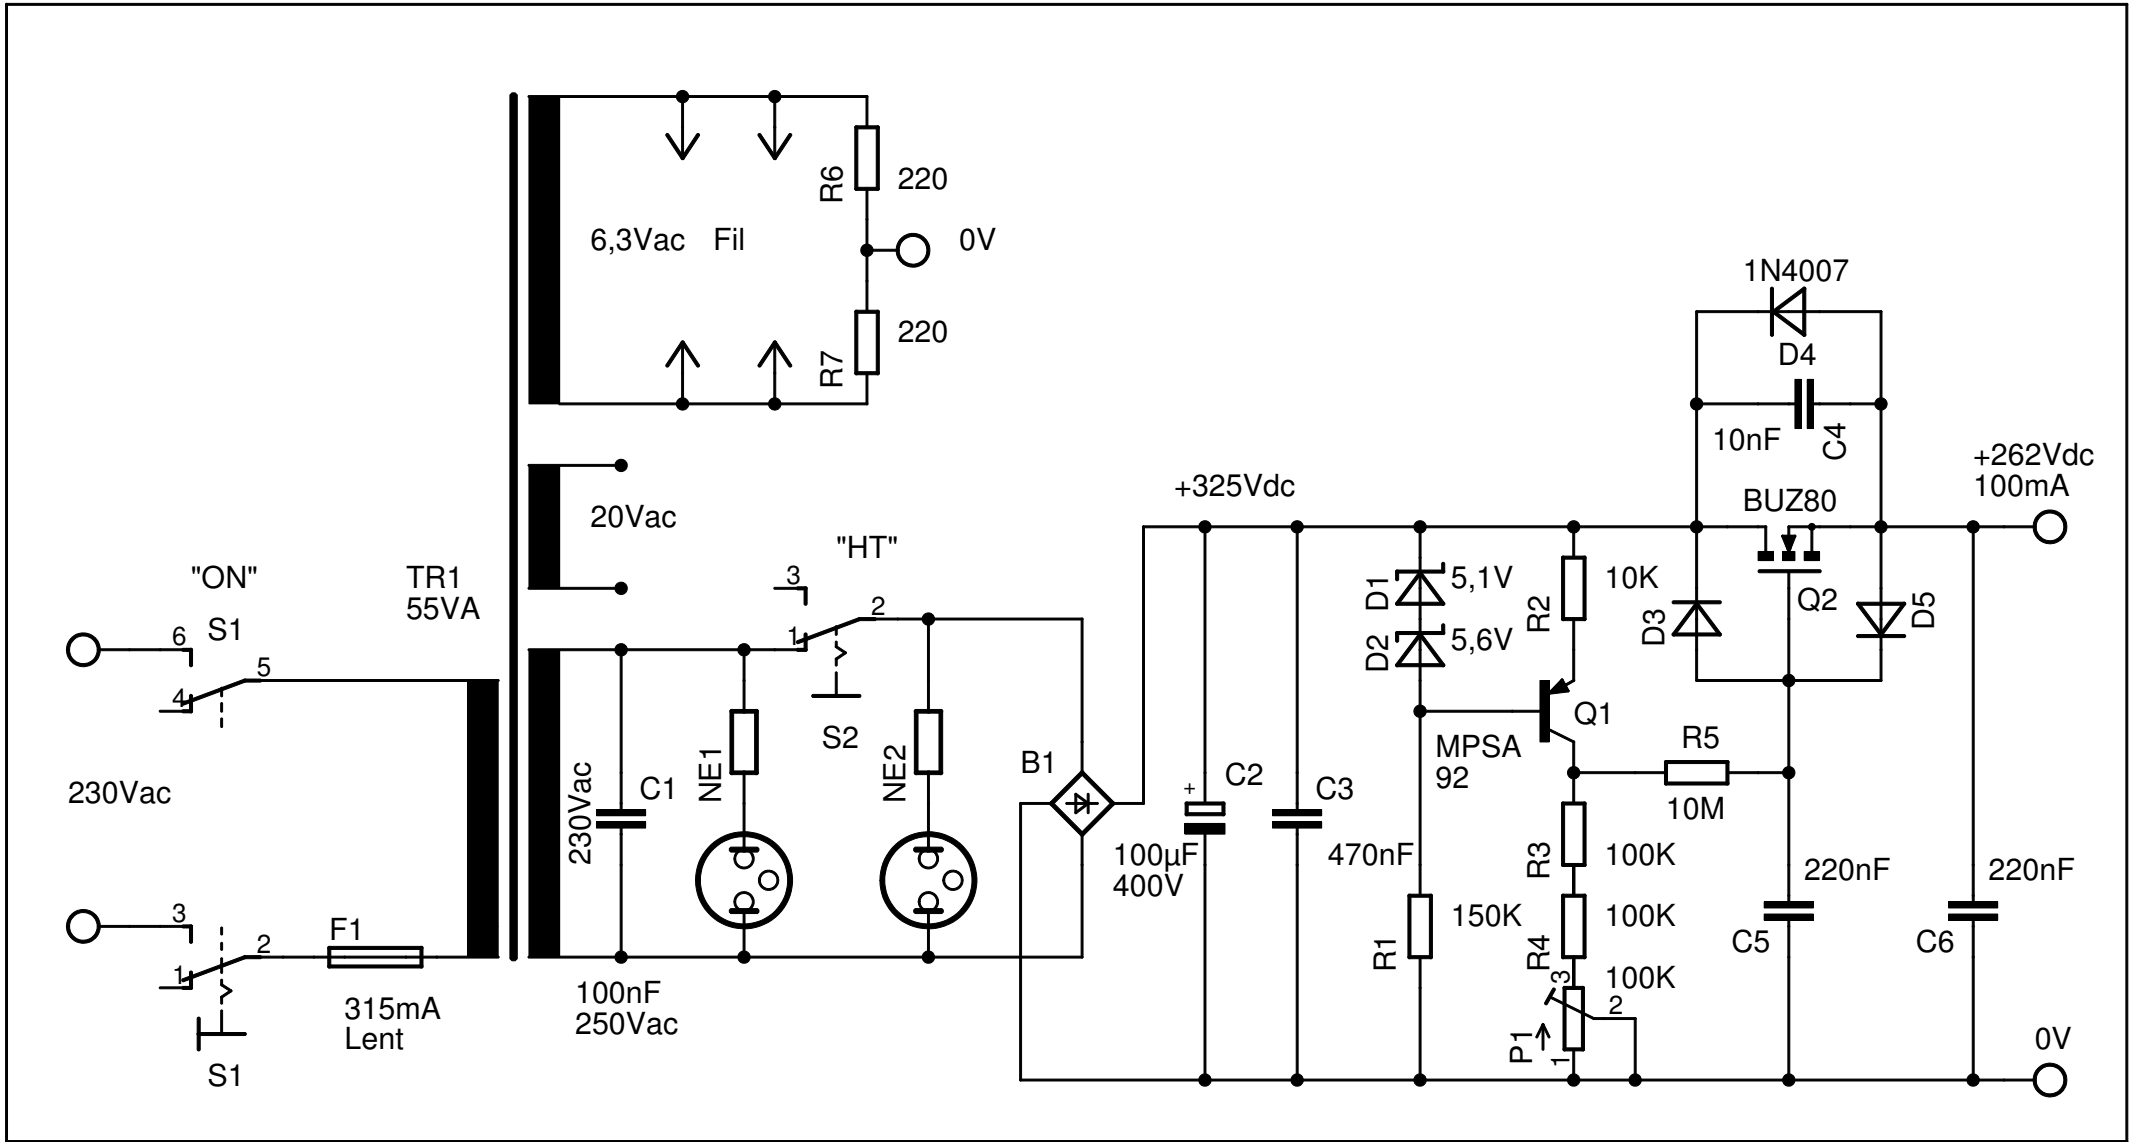 R6
220
6,3Vac Fil
0V
R7
220
1N4007
D4
10nF
C4
+262Vdc
100mA
BUZ80
+325Vdc
20Vac
"HT"
3
2
1
S2
"ON"
S1
6
5
4
TR1
55VA
D1
5,1V
D2
5,6V
R2
10K
D3
Q2
D5
Q1
MPSA
92
R5
10M
230Vac
230Vac
C1
NE1
NE2
B1
+
C2
100µF
400V
C3
470nF
R3
100K
220nF
C5
220nF
C6
3
2
1
F1
315mA
Lent
S1
100nF
250Vac
R1
150K
R4
100K
3
100K
2
P1
1
0V